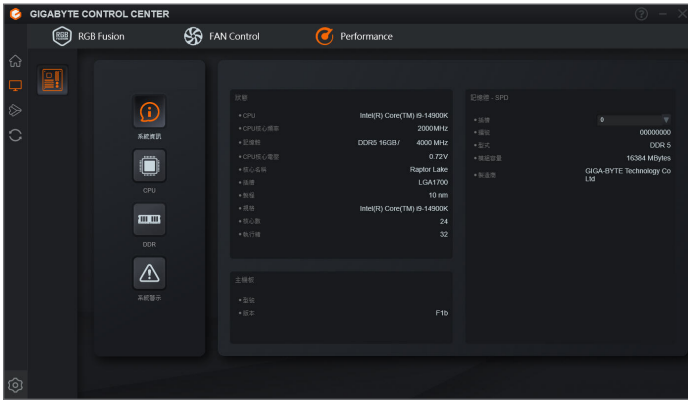 GIGABYTE CONTROL CENTER
RGB RGB Fusion
FAN Control
Performance
系統資訊
CPU
DDR
系統警示
狀態
CPU Intel(R) Core(TM) i9-14900K
CPU核心頻率 2000MHz
記憶體 DDR5 16GB / 4000 MHz
CPU核心電壓 0.72V
核心名稱 Raptor Lake
插槽 LGA1700
製程 10 nm
規格 Intel(R) Core(TM) i9-14900K
核心數 24
執行緒 32
主機板
型號
版本 F1b
記憶體 - SPD
插槽 0
編號 00000000
型式 DDR 5
模組容量 16384 MBytes
製造商 GIGA-BYTE Technology Co
Ltd